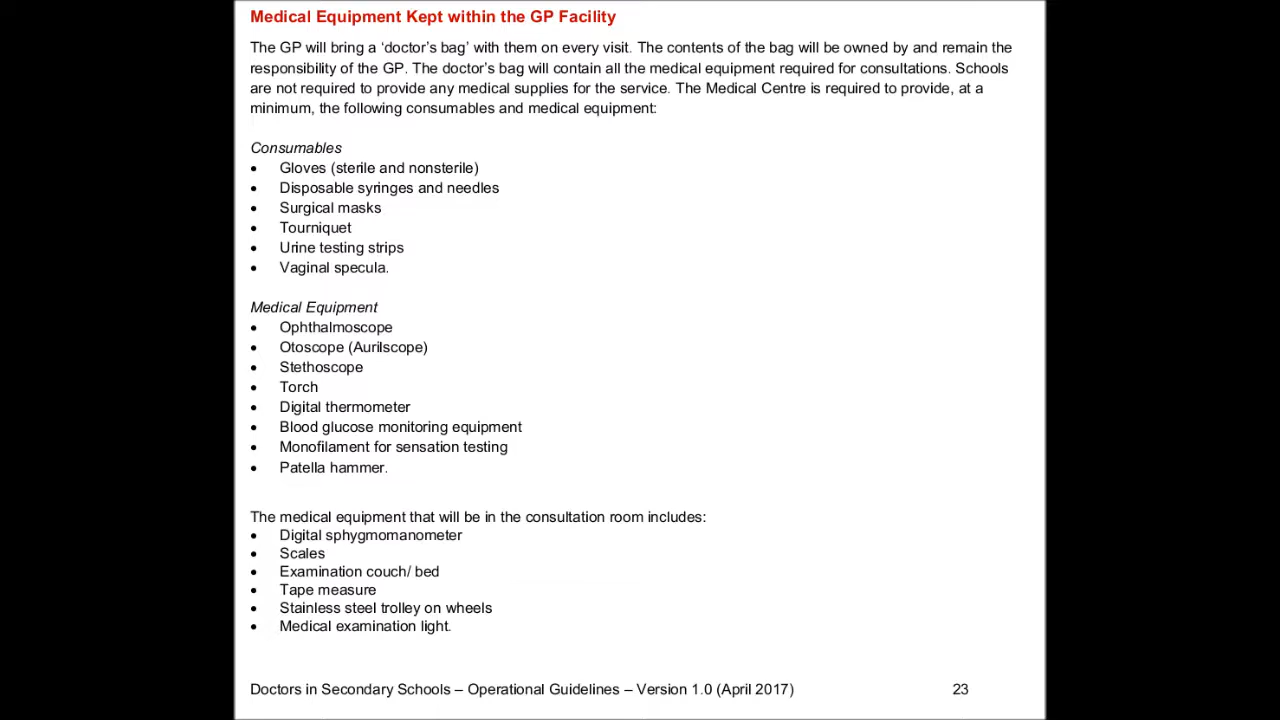 Medical Equipment Kept within the GP Facility
The GP will bring a ‘doctor’s bag’ with them on every visit. The contents of the bag will be owned by and remain the
responsibility of the GP. The doctor’s bag will contain all the medical equipment required for consultations. Schools
are not required to provide any medical supplies for the service. The Medical Centre is required to provide, at a
minimum, the following consumables and medical equipment:
Consumables
• Gloves (sterile and nonsterile)
• Disposable syringes and needles
• Surgical masks
• Tourniquet
• Urine testing strips
• Vaginal specula.
Medical Equipment
• Ophthalmoscope
• Otoscope (Aurilscope)
• Stethoscope
• Torch
• Digital thermometer
• Blood glucose monitoring equipment
• Monofilament for sensation testing
• Patella hammer.
The medical equipment that will be in the consultation room includes:
• Digital sphygmomanometer
• Scales
• Examination couch/ bed
• Tape measure
• Stainless steel trolley on wheels
• Medical examination light.
Doctors in Secondary Schools – Operational Guidelines – Version 1.0 (April 2017) 23